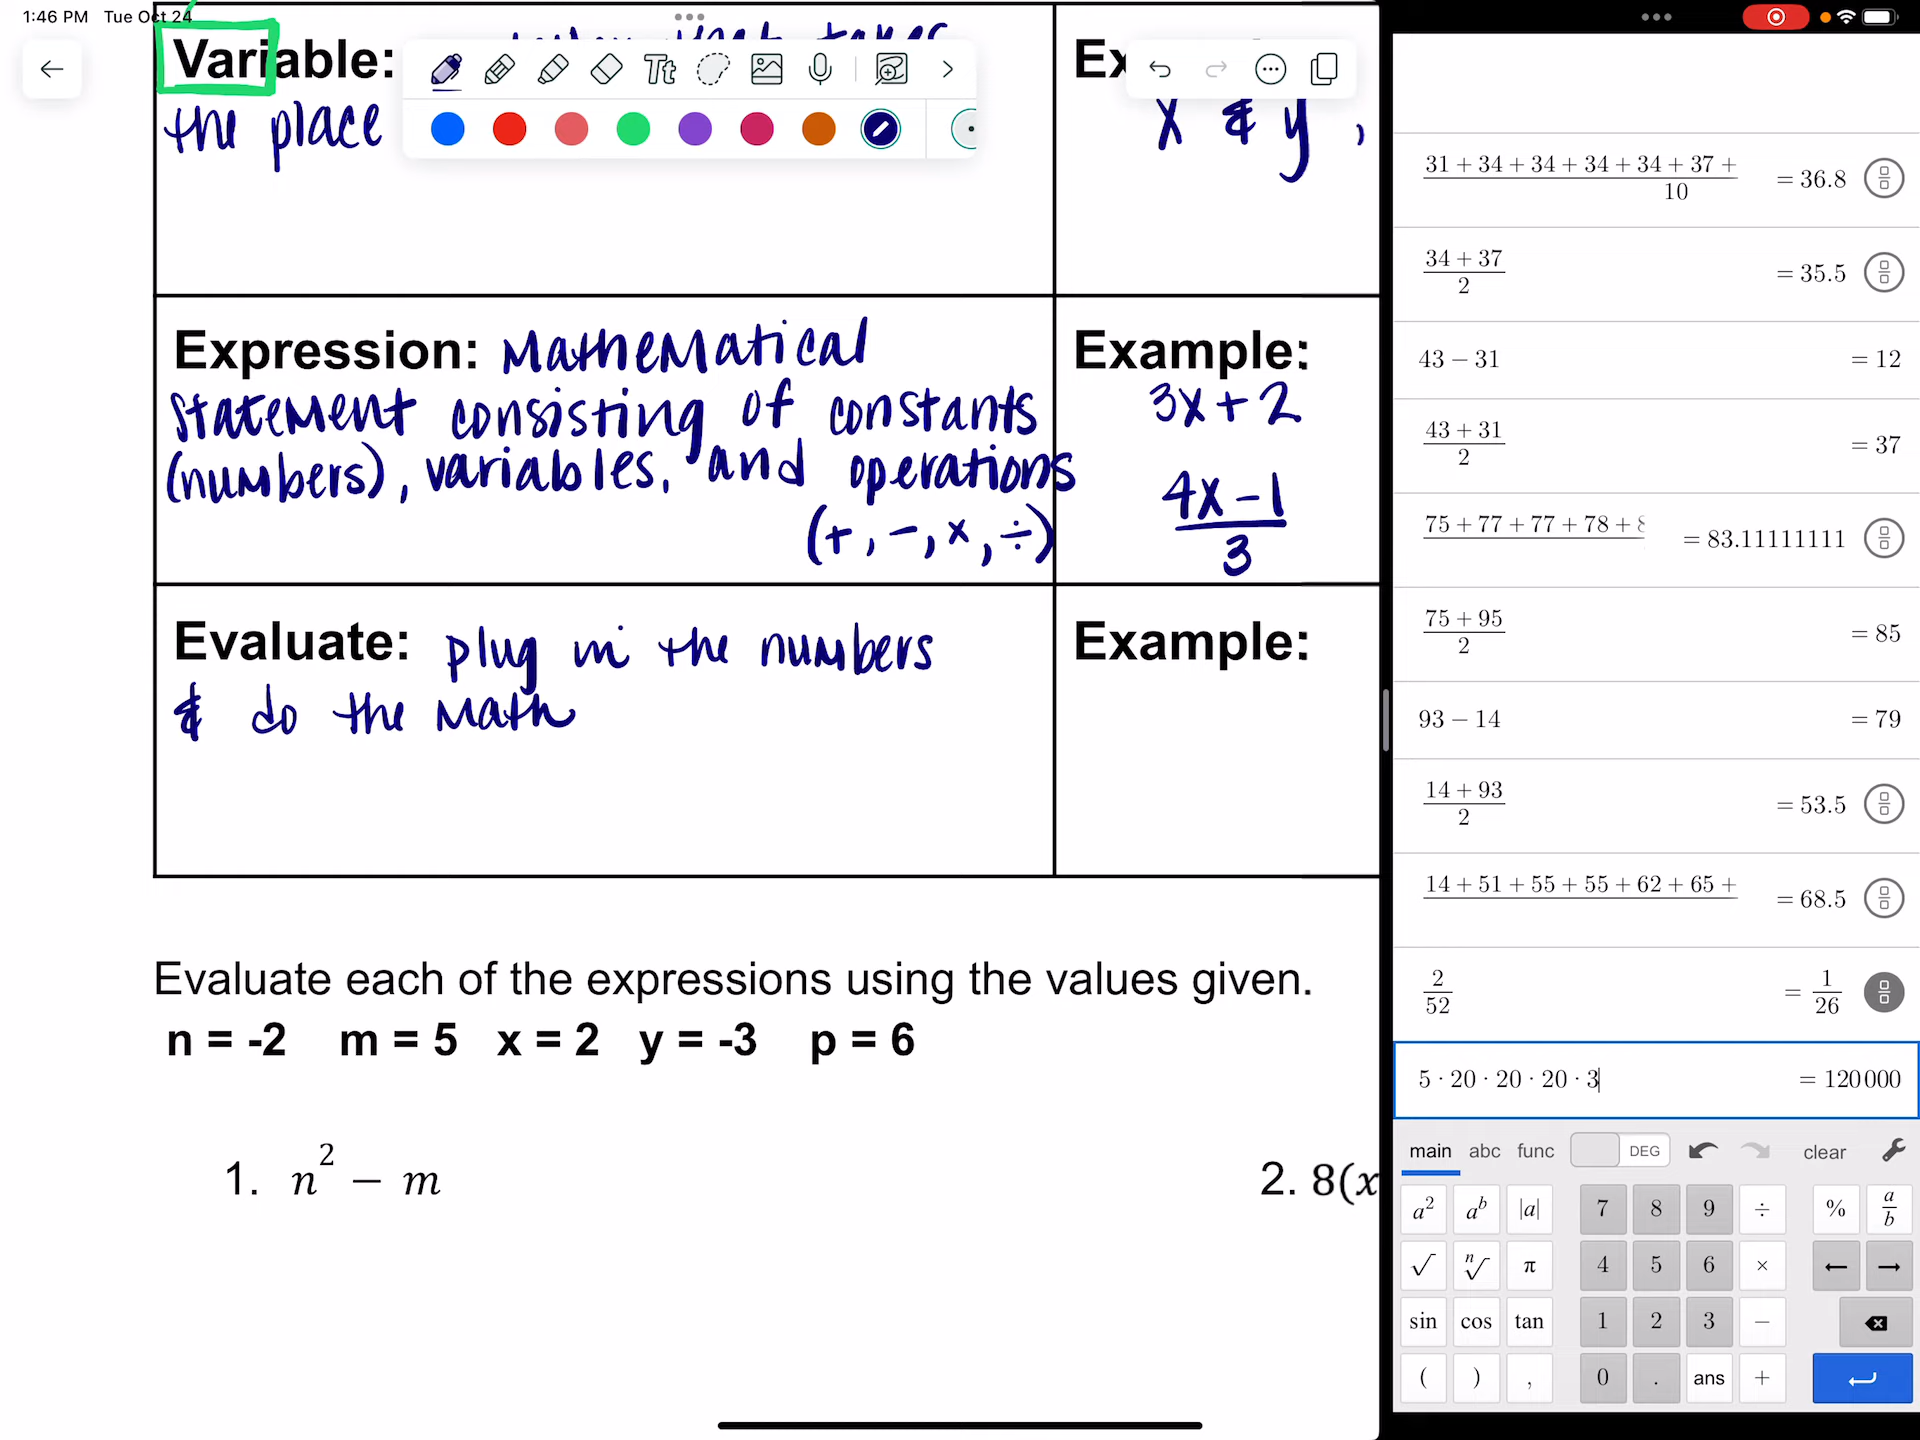 1:46 PM Tue Oct 24
Variable:
the place
x & y ,
Expression: Mathematical
statement consisting of constants
(numbers), variables, and operations
(+, -, x, ÷)
Example:
3x + 2
4x - 1
3
Evaluate: plug in the numbers
& do the math
Example:
Evaluate each of the expressions using the values given.
n = -2 m = 5 x = 2 y = -3 p = 6
1. n² − m
2. 8(x
31 + 34 + 34 + 34 + 34 + 37 +
10
= 36.8
34 + 37
2
= 35.5
43 − 31 = 12
43 + 31
2
= 37
75 + 77 + 77 + 78 +
= 83.11111111
75 + 95
2
= 85
93 − 14 = 79
14 + 93
2
= 53.5
14 + 51 + 55 + 55 + 62 + 65 +
= 68.5
2
52
= 1
26
5 · 20 · 20 · 20 · 3 = 120000
main abc func DEG clear
a² aᵇ |a| 7 8 9 ÷ % a/b
√ ⁿ√ π 4 5 6 × ← →
sin cos tan 1 2 3 −
( ) , 0 . ans +